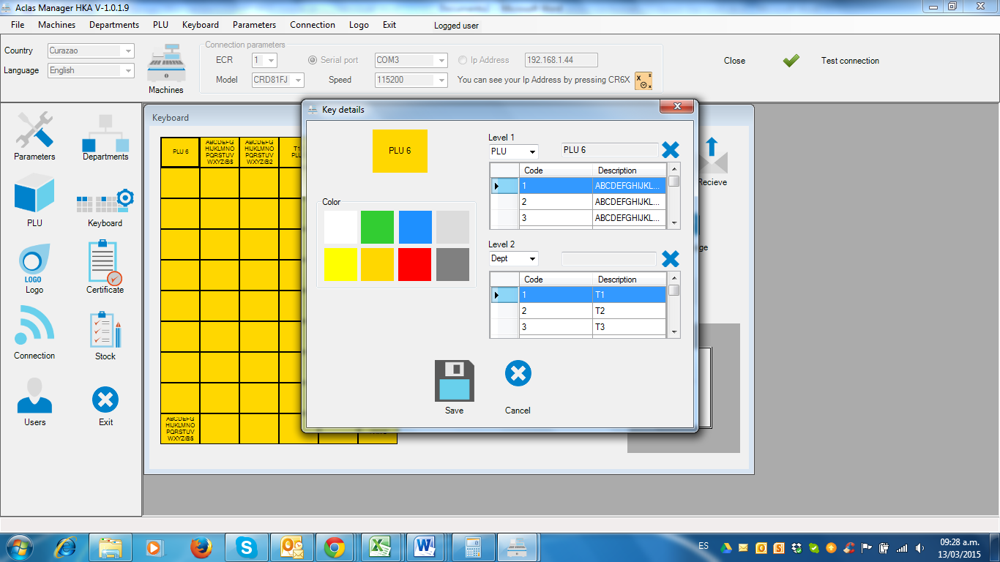 Aclas Manager HKA V-1.0.1.9
File Machines Departments PLU Keyboard Parameters Connection Logo Exit Logged user
Country Curazao
Language English
Machines
Connection parameters
ECR 1 Serial port COM3 Ip Address 192.168.1.44
Model CRD81FJ Speed 115200 You can see your Ip Address by pressing CR6X
Close
Test connection
Parameters
Departments
PLU
Keyboard
LOGO
Logo
Certificate
Connection
Stock
Users
Exit
Keyboard
PLU 6
ABCDEFG
HIJKLMNO
PQRSTUV
WXYZ@$
ABCDEFG
HIJKLMNO
PQRSTUV
WXYZ@2
T1
PLU
ABCDEFG
HIJKLMNO
PQRSTUV
WXYZ@$
Recieve
ge
Key details
PLU 6
Color
Level 1
PLU PLU 6
Code Description
1 ABCDEFGHIJKL...
2 ABCDEFGHIJKL...
3 ABCDEFGHIJKL...
Level 2
Dept
Code Description
1 T1
2 T2
3 T3
Save
Cancel
ES
09:28 a.m.
13/03/2015